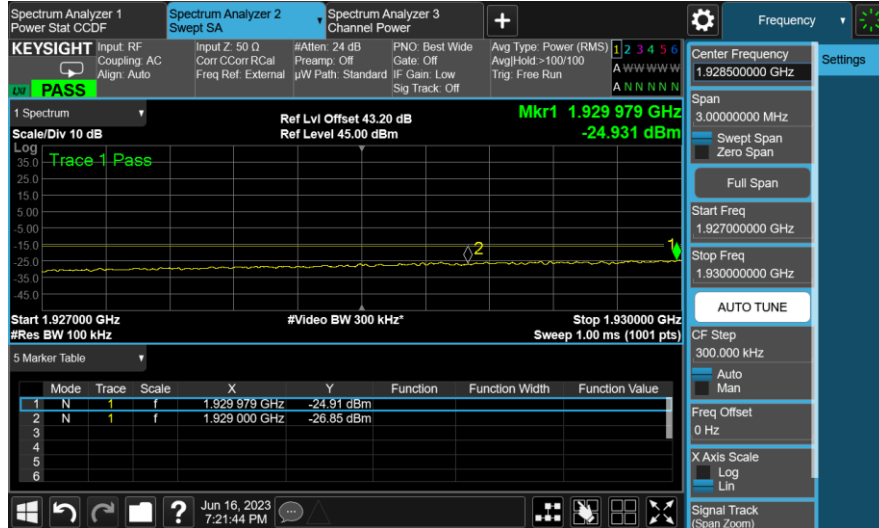 Spectrum Analyzer 1
Power Stat CCDF
Spectrum Analyzer 2
Swept SA
Spectrum Analyzer 3
Channel Power
Frequency
KEYSIGHT
Input: RF
Coupling: AC
Align: Auto
Input Z: 50 Ω
Corr CCorr RCal
Freq Ref: External
#Atten: 24 dB
Preamp: Off
µW Path: Standard
PNO: Best Wide
Gate: Off
IF Gain: Low
Sig Track: Off
Avg Type: Power (RMS)
Avg|Hold:>100/100
Trig: Free Run
1 2 3 4 5 6
A W W W W W
A N N N N N
LXI
PASS
1 Spectrum
Scale/Div 10 dB
Ref Lvl Offset 43.20 dB
Ref Level 45.00 dBm
Mkr1 1.929 979 GHz
-24.931 dBm
Log
Trace 1 Pass
35.0
25.0
15.0
5.00
-5.00
-15.0
-25.0
-35.0
-45.0
2
1
Start 1.927000 GHz
#Res BW 100 kHz
#Video BW 300 kHz*
Stop 1.930000 GHz
Sweep 1.00 ms (1001 pts)
5 Marker Table
Mode Trace Scale X Y Function Function Width Function Value
1 N 1 f 1.929 979 GHz -24.91 dBm
2 N 1 f 1.929 000 GHz -26.85 dBm
3
4
5
6
Jun 16, 2023
7:21:44 PM
?
Settings
Center Frequency
1.928500000 GHz
Span
3.00000000 MHz
Swept Span
Zero Span
Full Span
Start Freq
1.927000000 GHz
Stop Freq
1.930000000 GHz
AUTO TUNE
CF Step
300.000 kHz
Auto
Man
Freq Offset
0 Hz
X Axis Scale
Log
Lin
Signal Track
(Span Zoom)